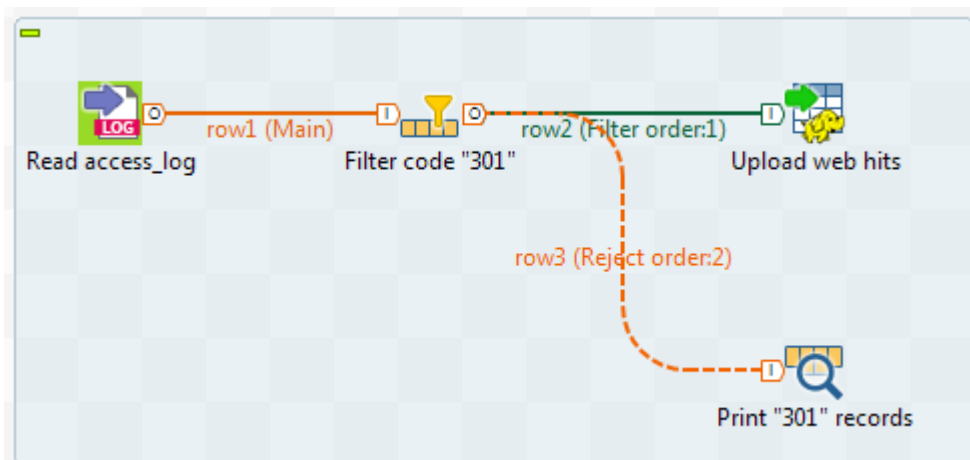 LOG
O
row1 (Main)
I
O
row2 (Filter order:1)
I
Read access_log
Filter code "301"
Upload web hits
row3 (Reject order:2)
I
Print "301" records